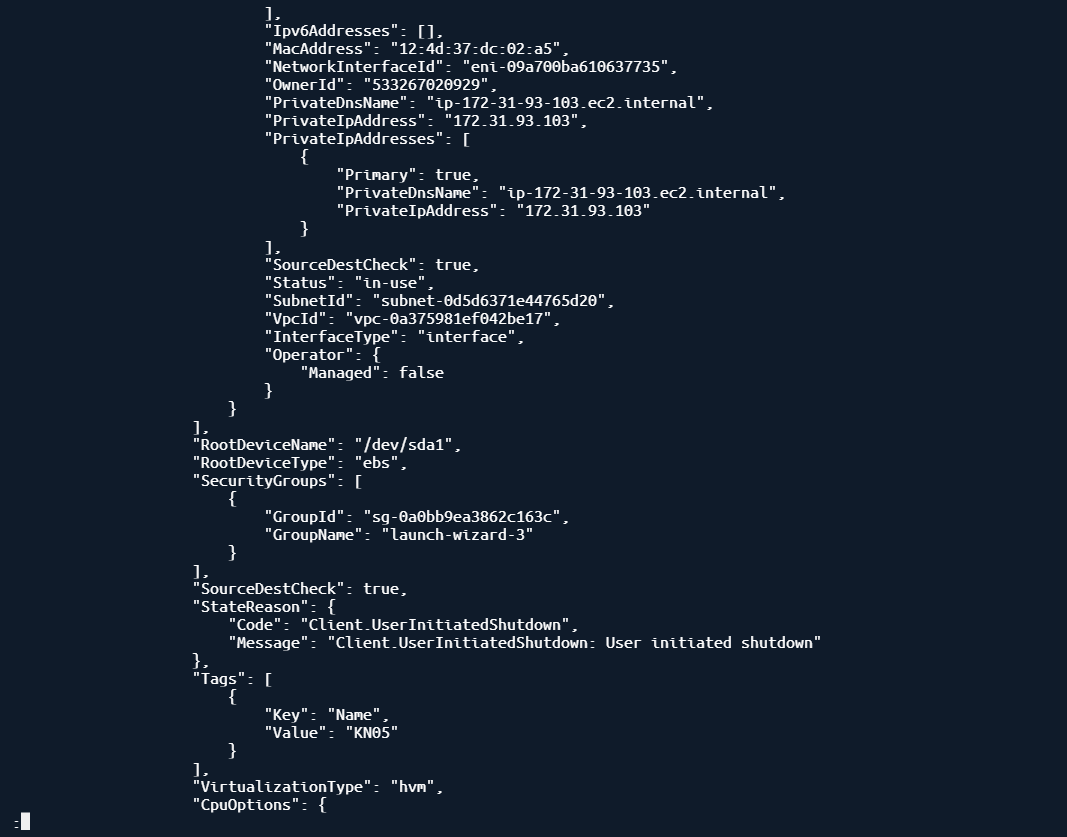 ],
"Ipv6Addresses": [],
"MacAddress": "12:4d:37:dc:02:a5",
"NetworkInterfaceId": "eni-09a700ba610637735",
"OwnerId": "533267020929",
"PrivateDnsName": "ip-172-31-93-103.ec2.internal",
"PrivateIpAddress": "172.31.93.103",
"PrivateIpAddresses": [
{
"Primary": true,
"PrivateDnsName": "ip-172-31-93-103.ec2.internal",
"PrivateIpAddress": "172.31.93.103"
}
],
"SourceDestCheck": true,
"Status": "in-use",
"SubnetId": "subnet-0d5d6371e44765d20",
"VpcId": "vpc-0a375981ef042be17",
"InterfaceType": "interface",
"Operator": {
"Managed": false
}
}
],
"RootDeviceName": "/dev/sda1",
"RootDeviceType": "ebs",
"SecurityGroups": [
{
"GroupId": "sg-0a0bb9ea3862c163c",
"GroupName": "launch-wizard-3"
}
],
"SourceDestCheck": true,
"StateReason": {
"Code": "Client.UserInitiatedShutdown",
"Message": "Client.UserInitiatedShutdown: User initiated shutdown"
},
"Tags": [
{
"Key": "Name",
"Value": "KN05"
}
],
"VirtualizationType": "hvm",
"CpuOptions": {
: